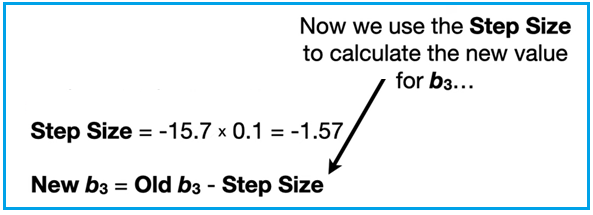 Now we use the Step Size
to calculate the new value
for b₃...
Step Size = -15.7 × 0.1 = -1.57
New b₃ = Old b₃ - Step Size